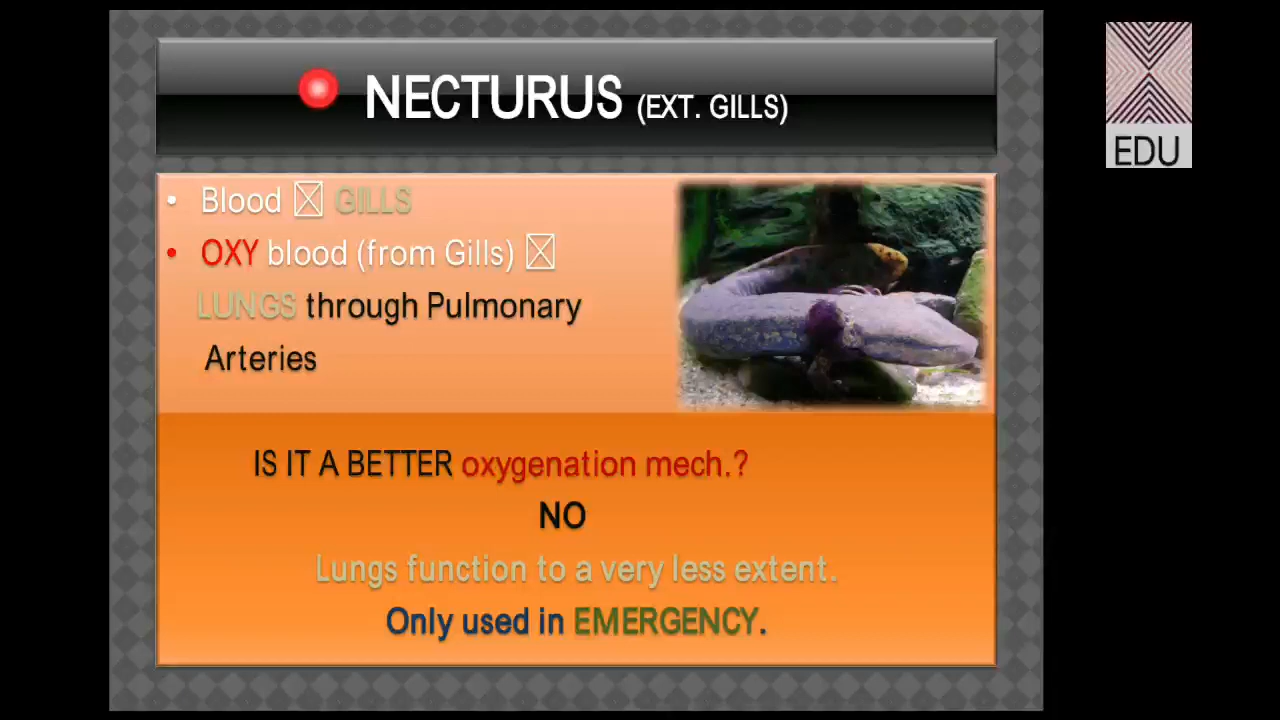 NECTURUS (EXT. GILLS)
EDU
• Blood GILLS
• OXY blood (from Gills)
LUNGS through Pulmonary
Arteries
IS IT A BETTER oxygenation mech.?
NO
Lungs function to a very less extent.
Only used in EMERGENCY.